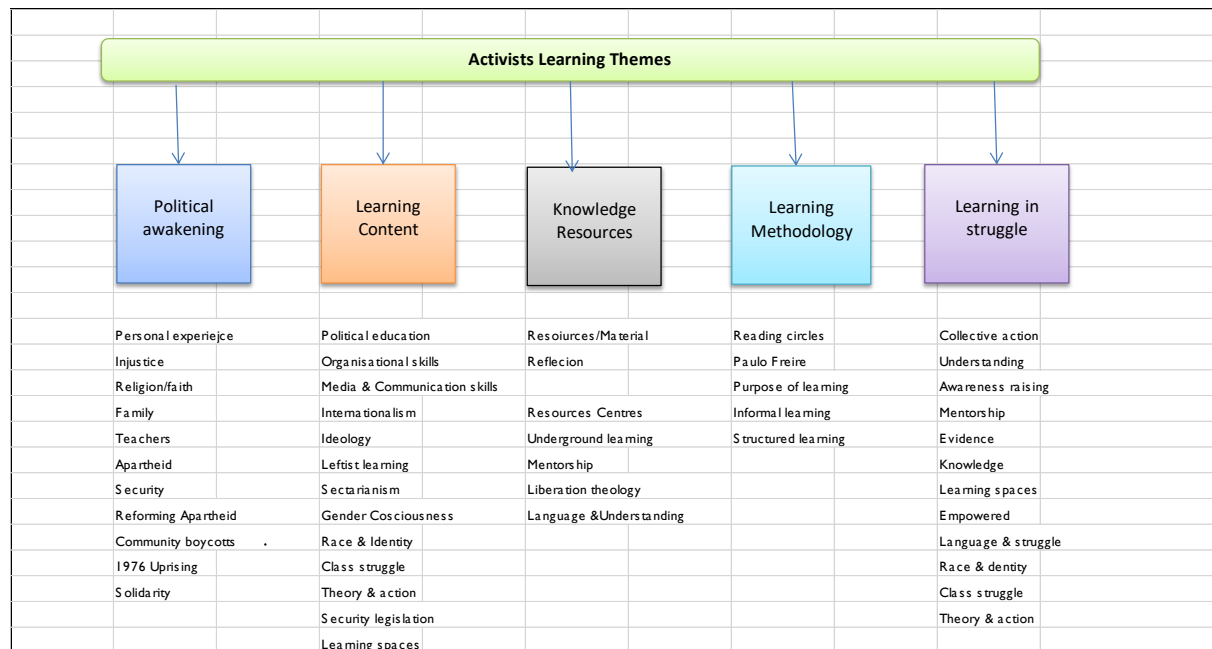 Activists Learning Themes
Political
awakening
Learning
Content
Knowledge
Resources
Learning
Methodology
Learning in
struggle
Personal experiejce
Injustice
Religion/faith
Family
Teachers
Apartheid
Security
Reforming Apartheid
Community boycotts .
1976 Uprising
Solidarity
Political education
Organisational skills
Media & Communication skills
Internationalism
Ideology
Leftist learning
Sectarianism
Gender Cosciousness
Race & Identity
Class struggle
Theory & action
Security legislation
Learning spaces
Resoiurces/Material
Reflecion
Resources Centres
Underground learning
Mentorship
Liberation theology
Language &Understanding
Reading circles
Paulo Freire
Purpose of learning
Informal learning
Structured learning
Collective action
Understanding
Awareness raising
Mentorship
Evidence
Knowledge
Learning spaces
Empowered
Language & struggle
Race & dentity
Class struggle
Theory & action